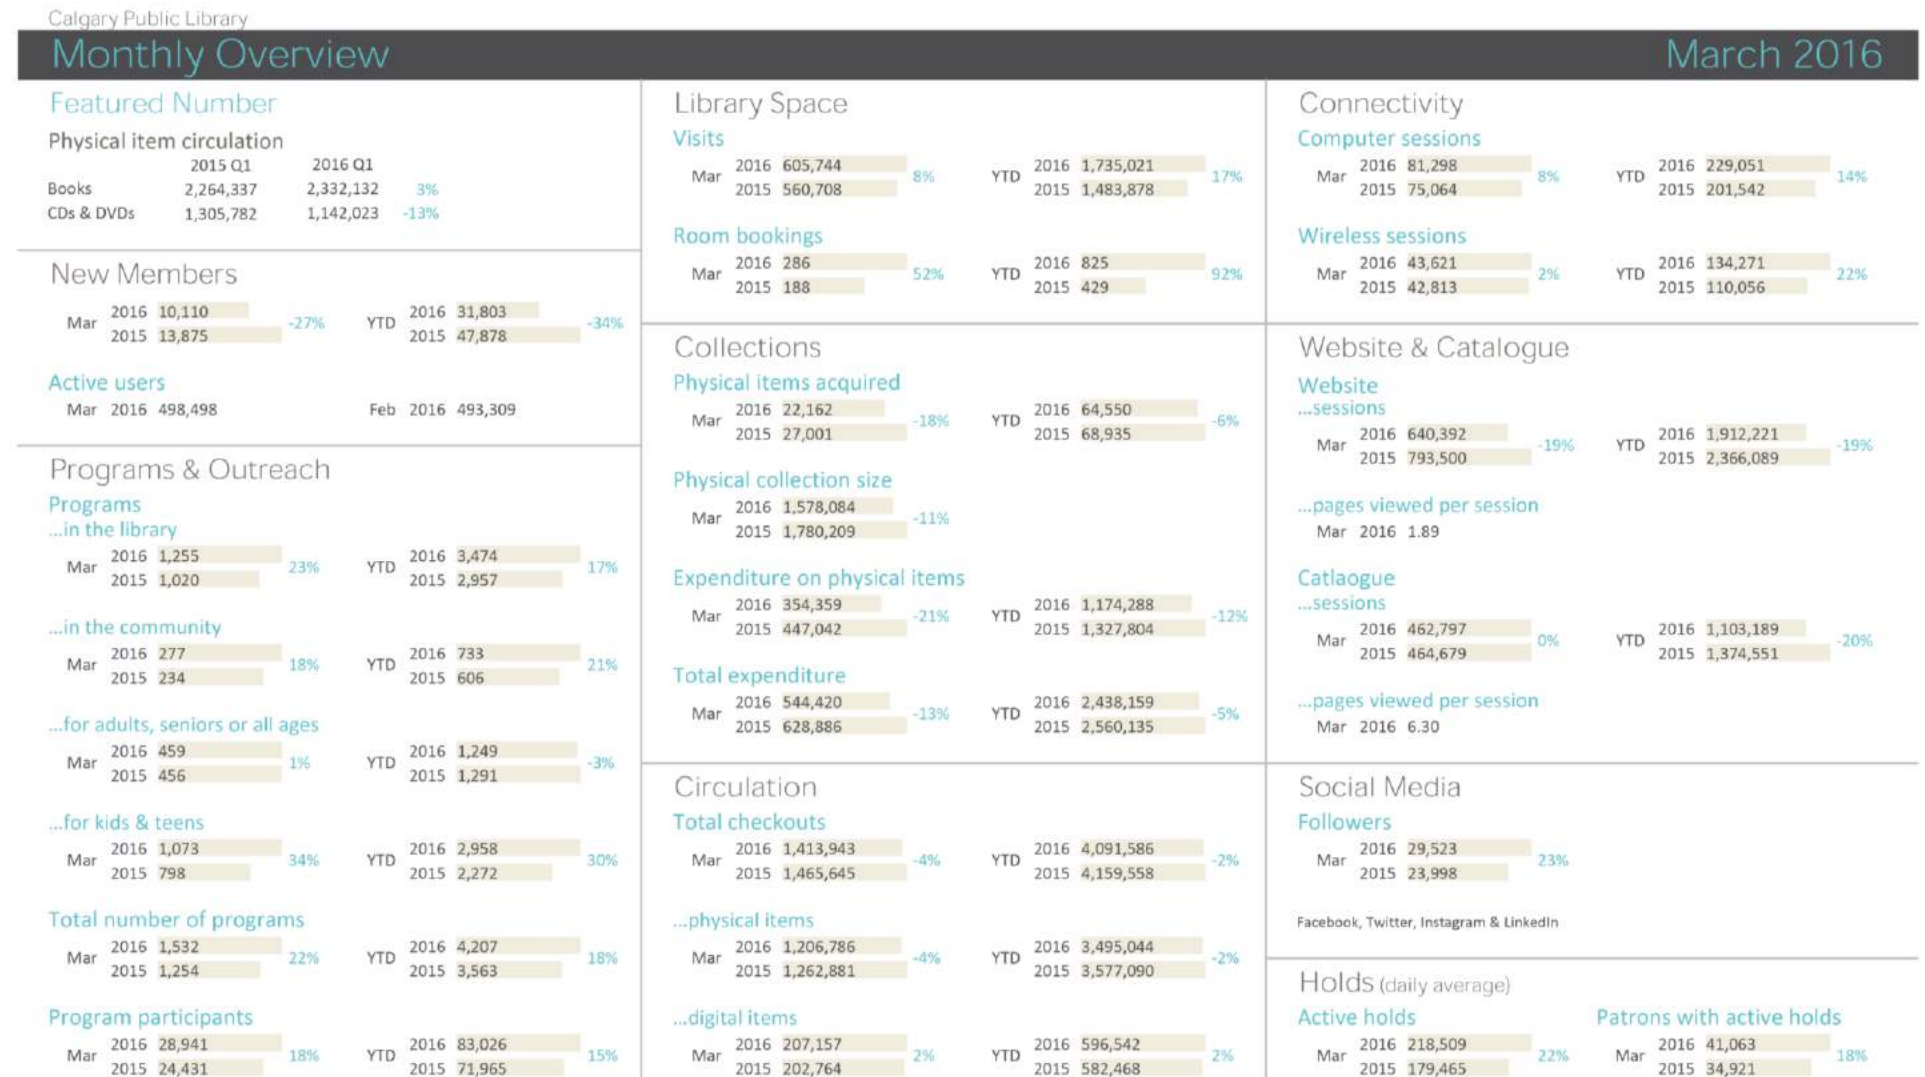 Calgary Public Library
Monthly Overview March 2016
Featured Number
Physical item circulation
2015 Q1 2016 Q1
Books 2,264,337 2,332,132 3%
CDs & DVDs 1,305,782 1,142,023 -13%
New Members
Mar 2016 10,110 -27% YTD 2016 31,803 -34%
2015 13,875 2015 47,878
Active users
Mar 2016 498,498 Feb 2016 493,309
Programs & Outreach
Programs
...in the library
Mar 2016 1,255 23% YTD 2016 3,474 17%
2015 1,020 2015 2,957
...in the community
Mar 2016 277 18% YTD 2016 733 21%
2015 234 2015 606
...for adults, seniors or all ages
Mar 2016 459 1% YTD 2016 1,249 -3%
2015 456 2015 1,291
...for kids & teens
Mar 2016 1,073 34% YTD 2016 2,958 30%
2015 798 2015 2,272
Total number of programs
Mar 2016 1,532 22% YTD 2016 4,207 18%
2015 1,254 2015 3,563
Program participants
Mar 2016 28,941 18% YTD 2016 83,026 15%
2015 24,431 2015 71,965
Library Space
Visits
Mar 2016 605,744 8% YTD 2016 1,735,021 17%
2015 560,708 2015 1,483,878
Room bookings
Mar 2016 286 52% YTD 2016 825 92%
2015 188 2015 429
Collections
Physical items acquired
Mar 2016 22,162 -18% YTD 2016 64,550 -6%
2015 27,001 2015 68,935
Physical collection size
Mar 2016 1,578,084 -11%
2015 1,780,209
Expenditure on physical items
Mar 2016 354,359 -21% YTD 2016 1,174,288 -12%
2015 447,042 2015 1,327,804
Total expenditure
Mar 2016 544,420 -13% YTD 2016 2,438,159 -5%
2015 628,886 2015 2,560,135
Circulation
Total checkouts
Mar 2016 1,413,943 -4% YTD 2016 4,091,586 -2%
2015 1,465,645 2015 4,159,558
...physical items
Mar 2016 1,206,786 -4% YTD 2016 3,495,044 -2%
2015 1,262,881 2015 3,577,090
...digital items
Mar 2016 207,157 2% YTD 2016 596,542 2%
2015 202,764 2015 582,468
Connectivity
Computer sessions
Mar 2016 81,298 8% YTD 2016 229,051 14%
2015 75,064 2015 201,542
Wireless sessions
Mar 2016 43,621 2% YTD 2016 134,271 22%
2015 42,813 2015 110,056
Website & Catalogue
Website
...sessions
Mar 2016 640,392 -19% YTD 2016 1,912,221 -19%
2015 793,500 2015 2,366,089
...pages viewed per session
Mar 2016 1.89
Catlaogue
...sessions
Mar 2016 462,797 0% YTD 2016 1,103,189 -20%
2015 464,679 2015 1,374,551
...pages viewed per session
Mar 2016 6.30
Social Media
Followers
Mar 2016 29,523 23%
2015 23,998
Facebook, Twitter, Instagram & LinkedIn
Holds (daily average)
Active holds Patrons with active holds
Mar 2016 218,509 22% Mar 2016 41,063 18%
2015 179,465 2015 34,921